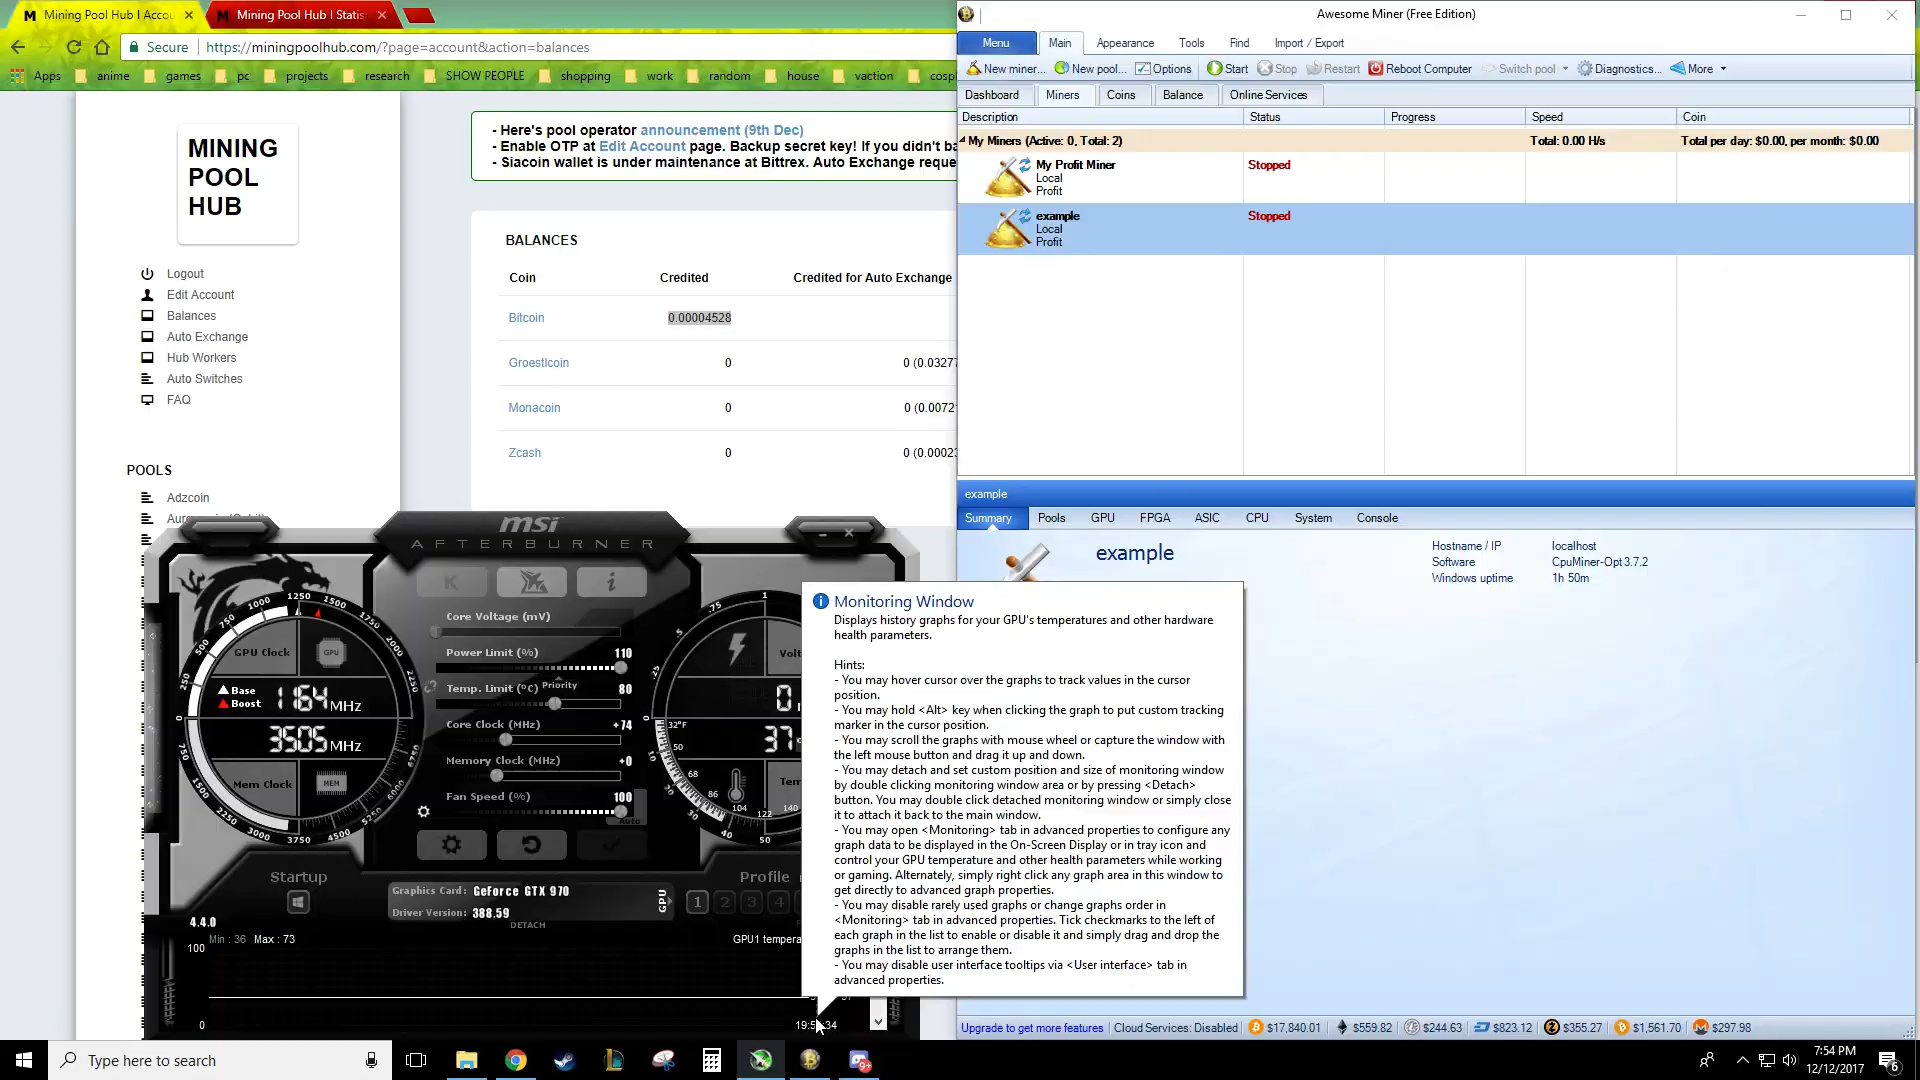 Mining Pool Hub | Accou
Mining Pool Hub | Statis
Secure
https://miningpoolhub.com/?page=account&action=balances
Apps
anime
games
pc
projects
research
SHOW PEOPLE
shopping
work
random
house
vaction
cosp
MINING
POOL
HUB
Logout
Edit Account
Balances
Auto Exchange
Hub Workers
Auto Switches
FAQ
POOLS
Adzcoin
- Here's pool operator announcement (9th Dec)
- Enable OTP at Edit Account page. Backup secret key! If you didn't ba
- Siacoin wallet is under maintenance at Bittrex. Auto Exchange reque
BALANCES
Coin Credited Credited for Auto Exchange
Bitcoin 0.00004528
Groestlcoin 0 0 (0.0327
Monacoin 0 0 (0.0072
Zcash 0 0 (0.0002
Awesome Miner (Free Edition)
Menu Main Appearance Tools Find Import / Export
New miner... New pool... Options Start Stop Restart Reboot Computer Switch pool Diagnostics... More
Dashboard Miners Coins Balance Online Services
Description Status Progress Speed Coin
My Miners (Active: 0, Total: 2) Total: 0.00 H/s Total per day: $0.00, per month: $0.00
My Profit Miner Stopped
Local
Profit
example Stopped
Local
Profit
example
Summary Pools GPU FPGA ASIC CPU System Console
example
Hostname / IP localhost
Software CpuMiner-Opt 3.7.2
Windows uptime 1h 50m
msi
AFTERBURNER
K
i
GPU Clock
GPU
Base
Boost
1164 MHz
3505 MHz
Mem Clock
MEM
Core Voltage (mV)
Power Limit (%) 110
Priority
Temp. Limit (°C) 80
Core Clock (MHz) +74
Memory Clock (MHz) +0
Fan Speed (%) 100
Auto
Startup
Profile
1 2 3 4
Graphics Card: GeForce GTX 970
Driver Version: 388.59
GPU
DETACH
4.4.0
Min : 36 Max : 73
100
0
Monitoring Window
Displays history graphs for your GPU's temperatures and other hardware
health parameters.
Hints:
- You may hover cursor over the graphs to track values in the cursor
position.
- You may hold <Alt> key when clicking the graph to put custom tracking
marker in the cursor position.
- You may scroll the graphs with mouse wheel or capture the window with
the left mouse button and drag it up and down.
- You may detach and set custom position and size of monitoring window
by double clicking monitoring window area or by pressing <Detach>
button. You may double click detached monitoring window or simply close
it to attach it back to the main window.
- You may open <Monitoring> tab in advanced properties to configure any
graph data to be displayed in the On-Screen Display or in tray icon and
control your GPU temperature and other health parameters while working
or gaming. Alternately, simply right click any graph area in this window to
get directly to advanced graph properties.
- You may disable rarely used graphs or change graphs order in
<Monitoring> tab in advanced properties. Tick checkmarks to the left of
each graph in the list to enable or disable it and simply drag and drop the
graphs in the list to arrange them.
- You may disable user interface tooltips via <User interface> tab in
advanced properties.
Upgrade to get more features Cloud Services: Disabled $17,840.01 $559.82 $244.63 $823.12 $355.27 $1,561.70 $297.98
Type here to search
7:54 PM
12/12/2017
6